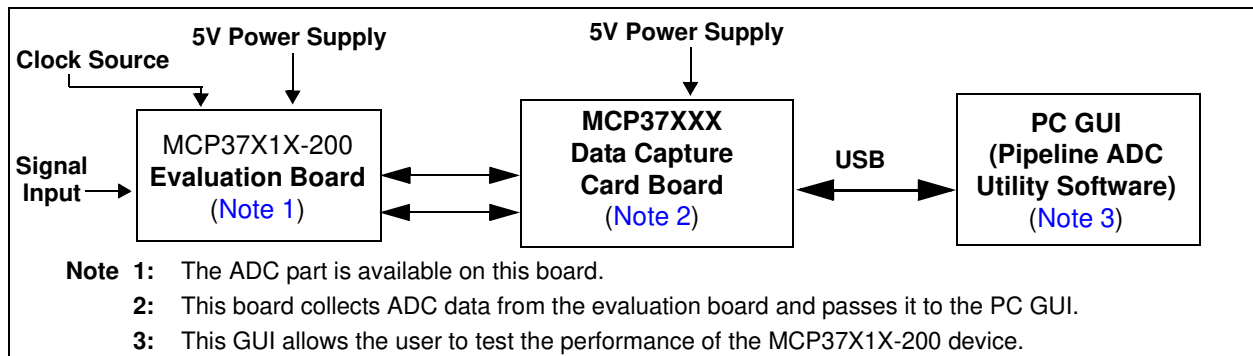 5V Power Supply
5V Power Supply
Clock Source
MCP37X1X-200
Evaluation Board
(Note 1)
Signal
Input
MCP37XXX
Data Capture
Card Board
(Note 2)
USB
PC GUI
(Pipeline ADC
Utility Software)
(Note 3)
Note 1: The ADC part is available on this board.
2: This board collects ADC data from the evaluation board and passes it to the PC GUI.
3: This GUI allows the user to test the performance of the MCP37X1X-200 device.